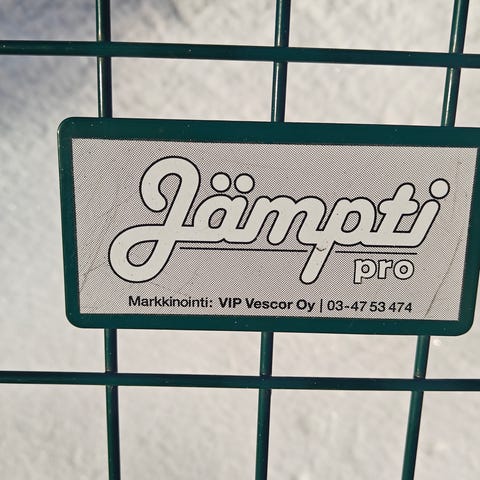 Jämpti
pro
Markkinointi: VIP Vescor Oy | 03-47 53 474